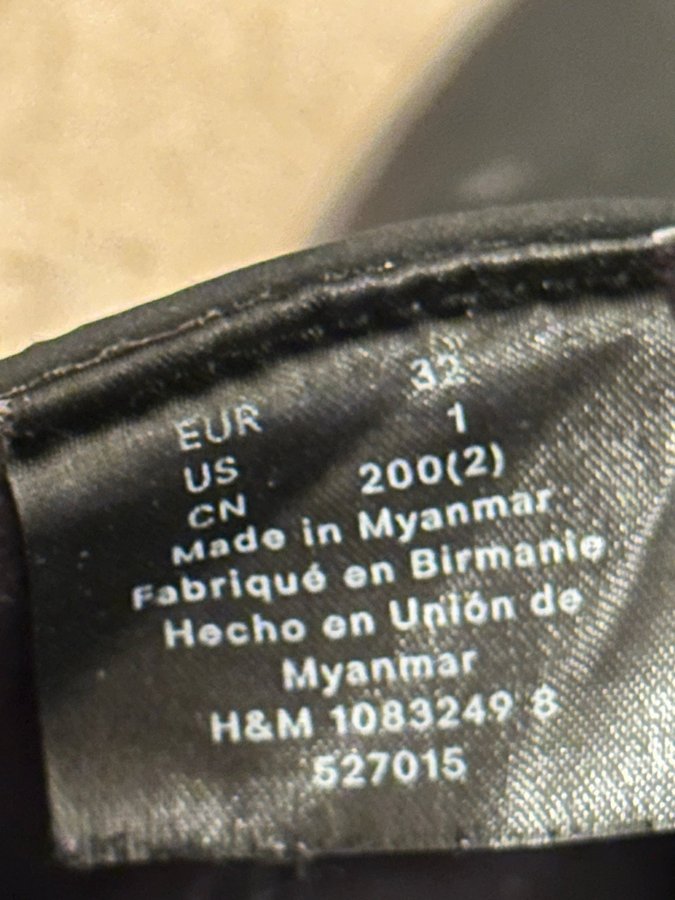 EUR 32
US 1
CN 200(2)
Made in Myanmar
Fabriqué en Birmanie
Hecho en Unión de
Myanmar
H&M 1083249 8
527015